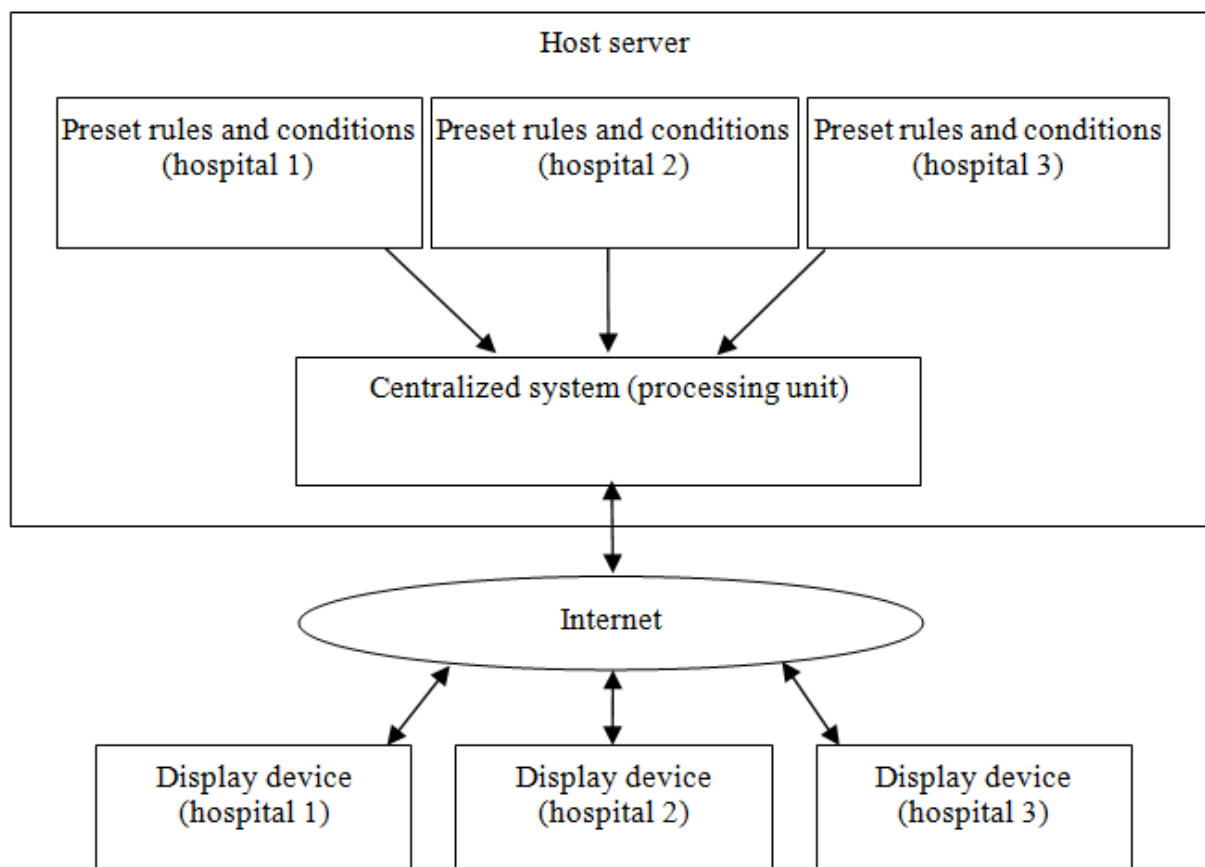 Host server
Preset rules and conditions
(hospital 1)
Preset rules and conditions
(hospital 2)
Preset rules and conditions
(hospital 3)
Centralized system (processing unit)
Internet
Display device
(hospital 1)
Display device
(hospital 2)
Display device
(hospital 3)